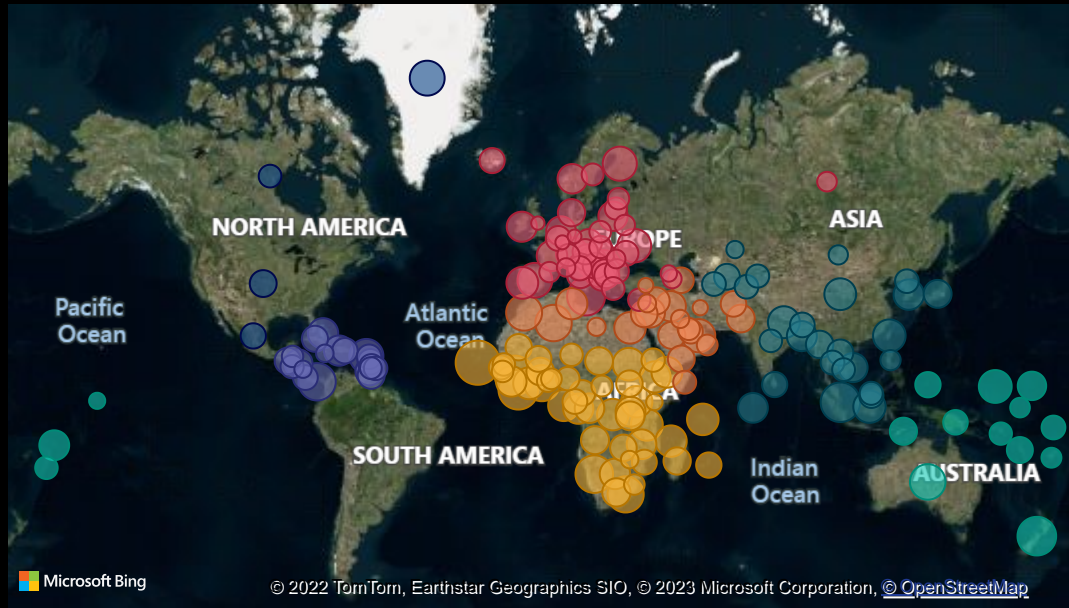 NORTH AMERICA
ASIA
EUROPE
Pacific
Ocean
Atlantic
Ocean
AFRICA
SOUTH AMERICA
Indian
Ocean
AUSTRALIA
Microsoft Bing
© 2022 TomTom, Earthstar Geographics SIO, © 2023 Microsoft Corporation, © OpenStreetMap